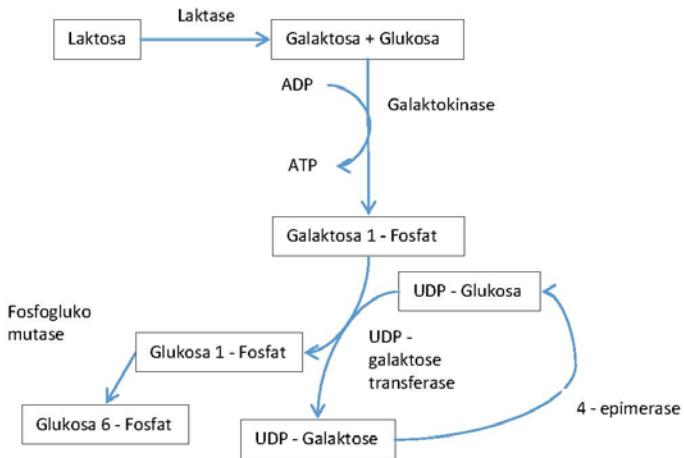 Laktase
Laktosa
Galaktosa + Glukosa
ADP
Galaktokinase
ATP
Galaktosa 1 - Fosfat
UDP - Glukosa
Fosfogluko
mutase
UDP -
galaktose
transferase
Glukosa 1 - Fosfat
Glukosa 6 - Fosfat
UDP - Galaktose
4 - epimerase